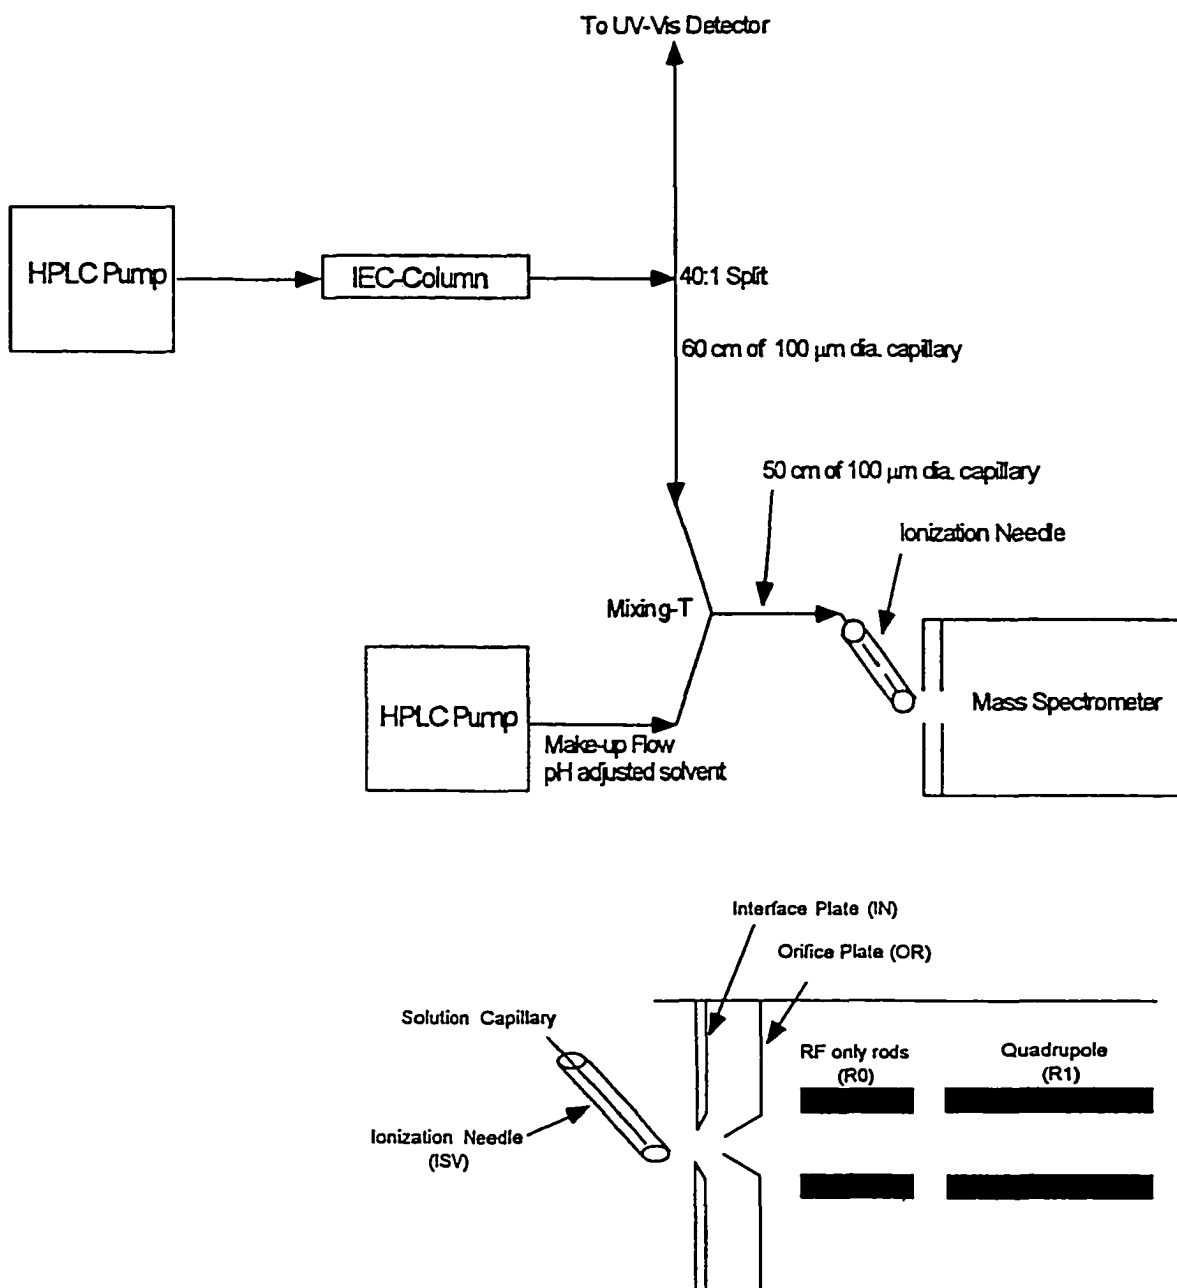 To UV-Vis Detector
HPLC Pump
IEC-Column
40:1 Split
60 cm of 100 μm dia. capillary
50 cm of 100 μm dia. capillary
Ionization Needle
Mixing-T
HPLC Pump
Make-up Flow
pH adjusted solvent
Mass Spectrometer
Interface Plate (IN)
Orifice Plate (OR)
Solution Capillary
RF only rods
(R0)
Quadrupole
(R1)
Ionization Needle
(ISV)